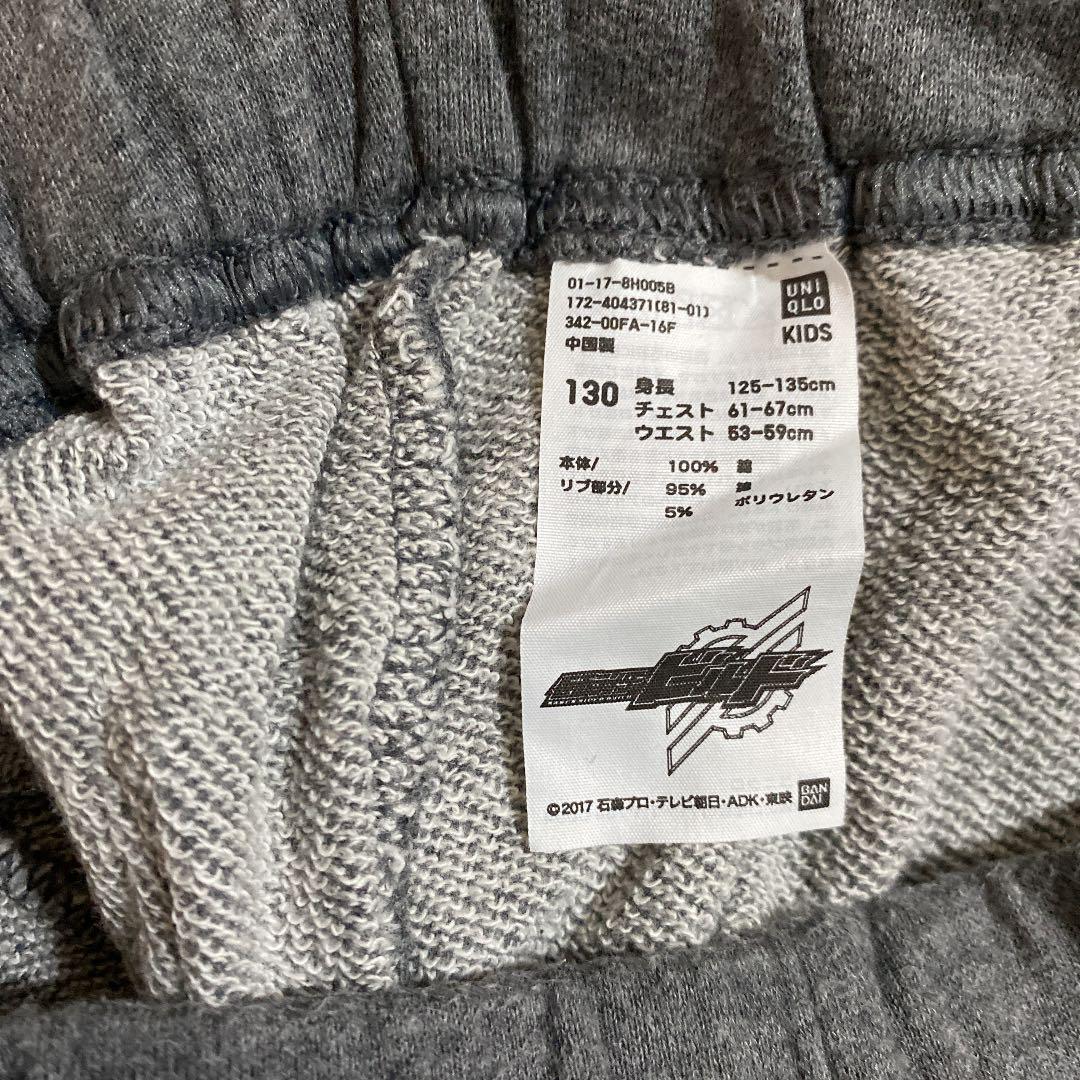 01-17-8H005B
172-404371(81-01)
342-00FA-16F
中国製
UNI
QLO
KIDS
130 身長 125-135cm
チェスト 61-67cm
ウエスト 53-59cm
本体/ 100% 綿
リブ部分/ 95% 綿
5% ポリウレタン
ビルド
©2017 石森プロ・テレビ朝日・ADK・東映
BAN
DAI